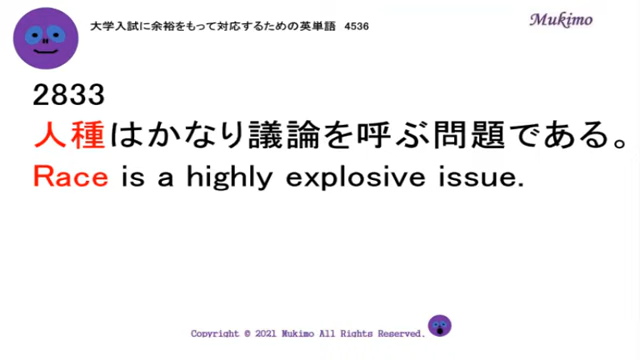 大学入試に余裕をもって対応するための英単語 4536
Mukimo
2833
人種はかなり議論を呼ぶ問題である。
Race is a highly explosive issue.
Copyright © 2021 Mukimo All Rights Reserved.